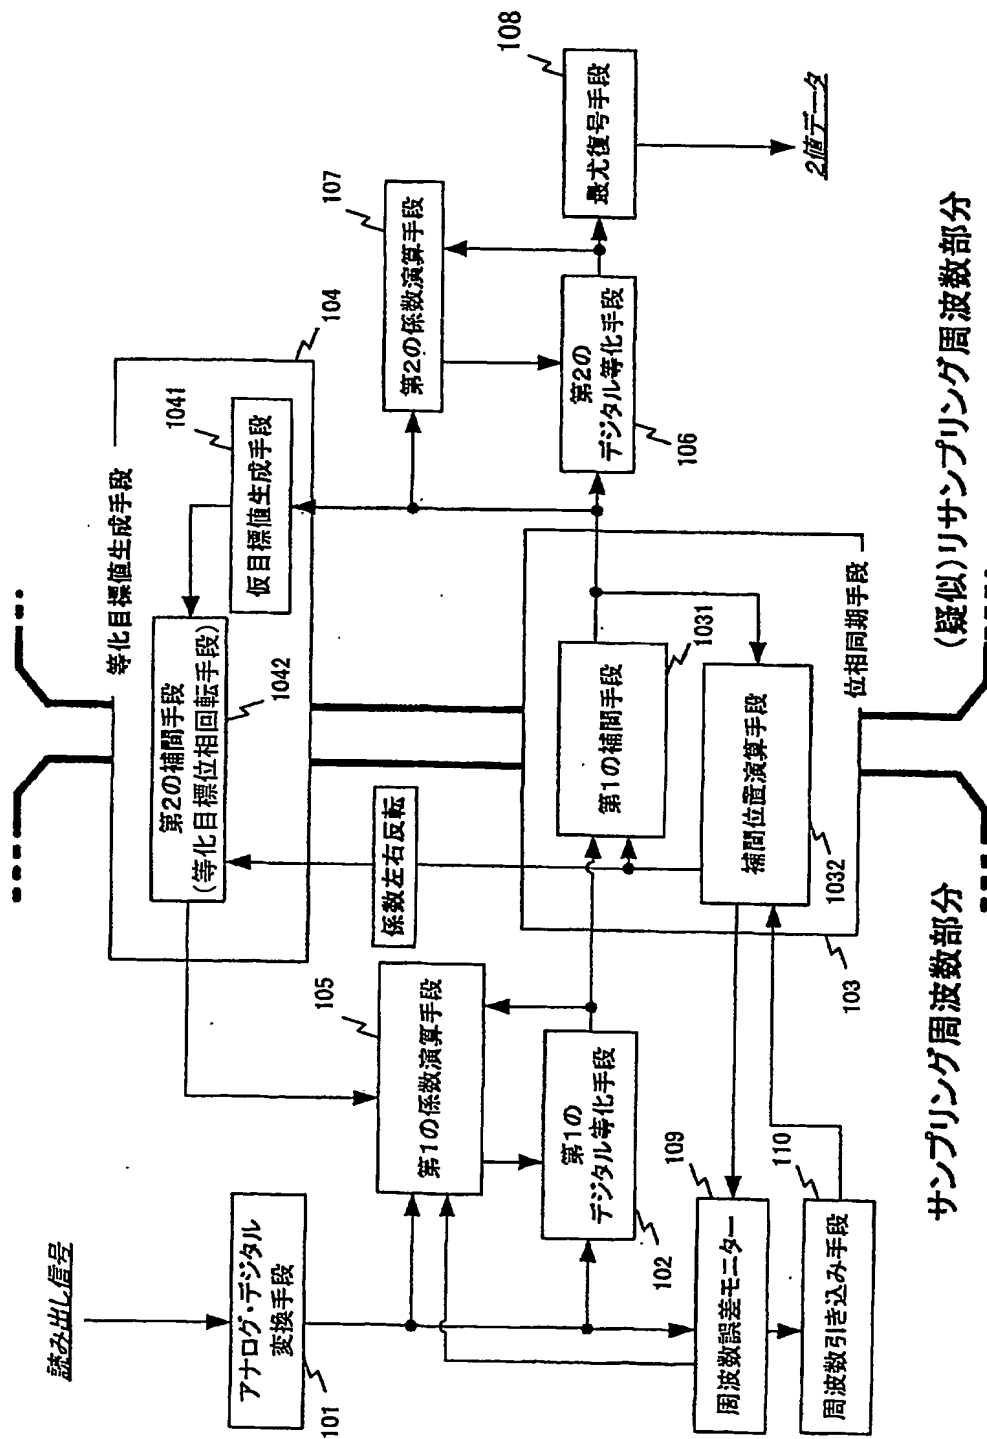 読み出し信号
アナログ・デジタル
変換手段
101
第1の係数演算手段
105
第1の
デジタル等化手段
102
周波数誤差モニター
109
周波数引き込み手段
110
サンプリング周波数部分
等化目標値生成手段
104
第2の補間手段
(等化目標位相回転手段)
1042
仮目標値生成手段
1041
係数左右反転
位相同期手段
103
第1の補間手段
1031
補間位置演算手段
1032
第2の係数演算手段
107
第2の
デジタル等化手段
106
最尤復号手段
108
2値データ
(疑似)リサンプリング周波数部分